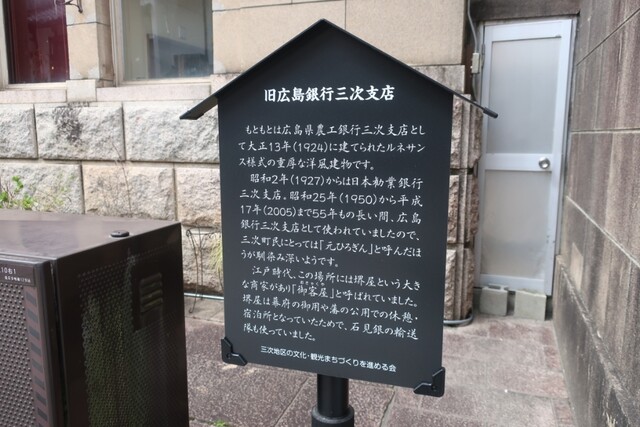 旧広島銀行三次支店
もともとは広島県農工銀行三次支店とし
て大正13年(1924)に建てられたルネサン
ス様式の重厚な洋風建物です。
昭和2年(1927)からは日本勧業銀行
三次支店。昭和25年(1950)から平成
17年(2005)まで55年もの長い間、広島
銀行三次支店として使われていましたので、
三次町民にとっては「元ひろぎん」と呼んだほ
うが馴染み深いようです。
江戸時代、この場所には堺屋という大き
な商家があり「御客屋」と呼ばれていました。
堺屋は幕府の御用や藩の公用での休憩・
宿泊所となっていたためで、石見銀の輸送
隊も使っていました。
三次地区の文化・観光まちづくりを進める会